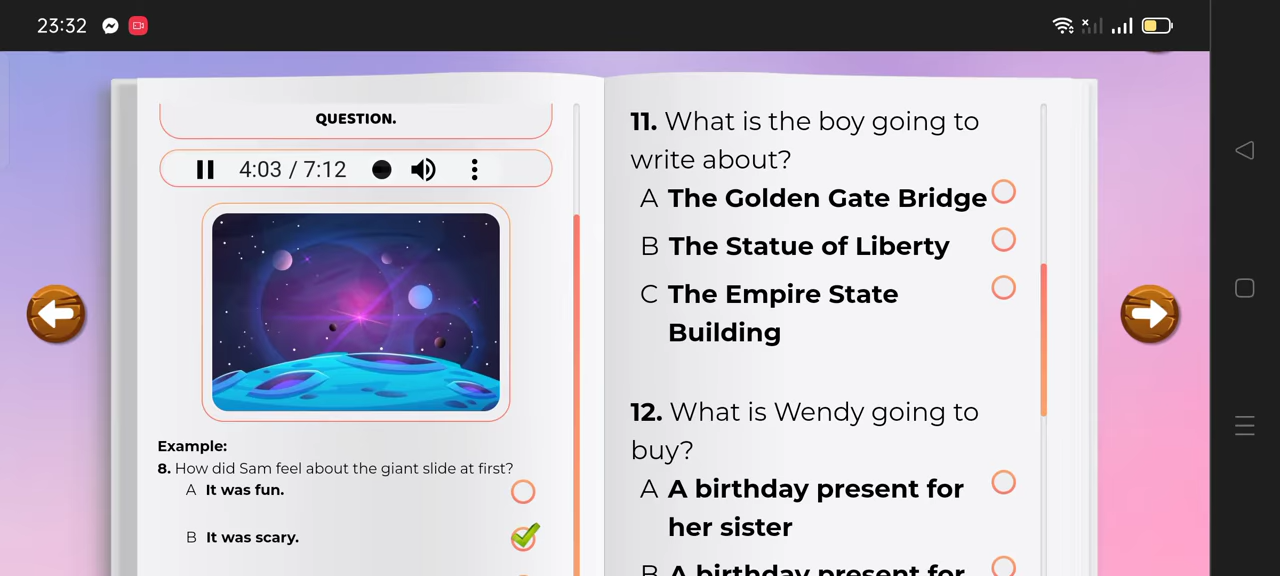 23:32
QUESTION.
4:03 / 7:12
Example:
8. How did Sam feel about the giant slide at first?
A It was fun.
B It was scary.
11. What is the boy going to
write about?
A The Golden Gate Bridge
B The Statue of Liberty
C The Empire State
Building
12. What is Wendy going to
buy?
A A birthday present for
her sister
B A birthday present for